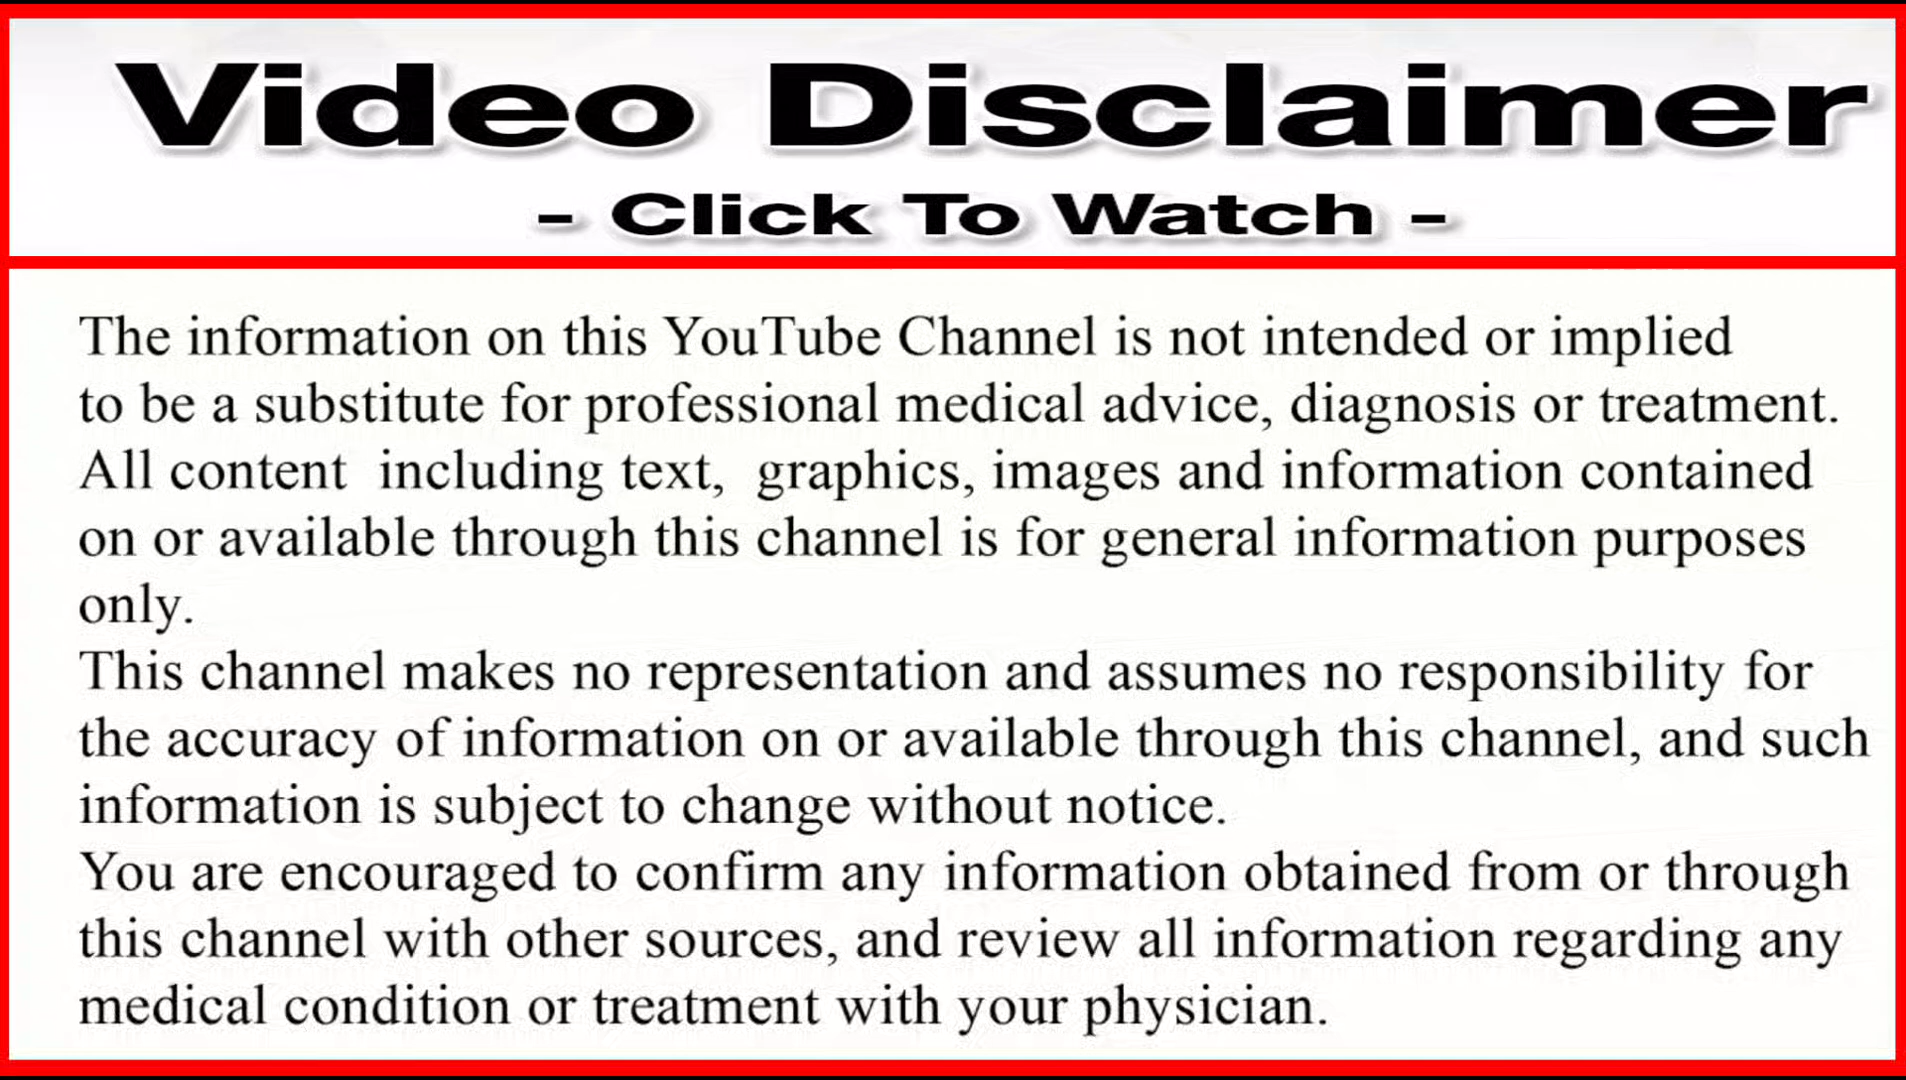 Video Disclaimer
- Click To Watch -
The information on this YouTube Channel is not intended or implied
to be a substitute for professional medical advice, diagnosis or treatment.
All content  including text,  graphics, images and information contained
on or available through this channel is for general information purposes
only.
This channel makes no representation and assumes no responsibility for
the accuracy of information on or available through this channel, and such
information is subject to change without notice.
You are encouraged to confirm any information obtained from or through
this channel with other sources, and review all information regarding any
medical condition or treatment with your physician.